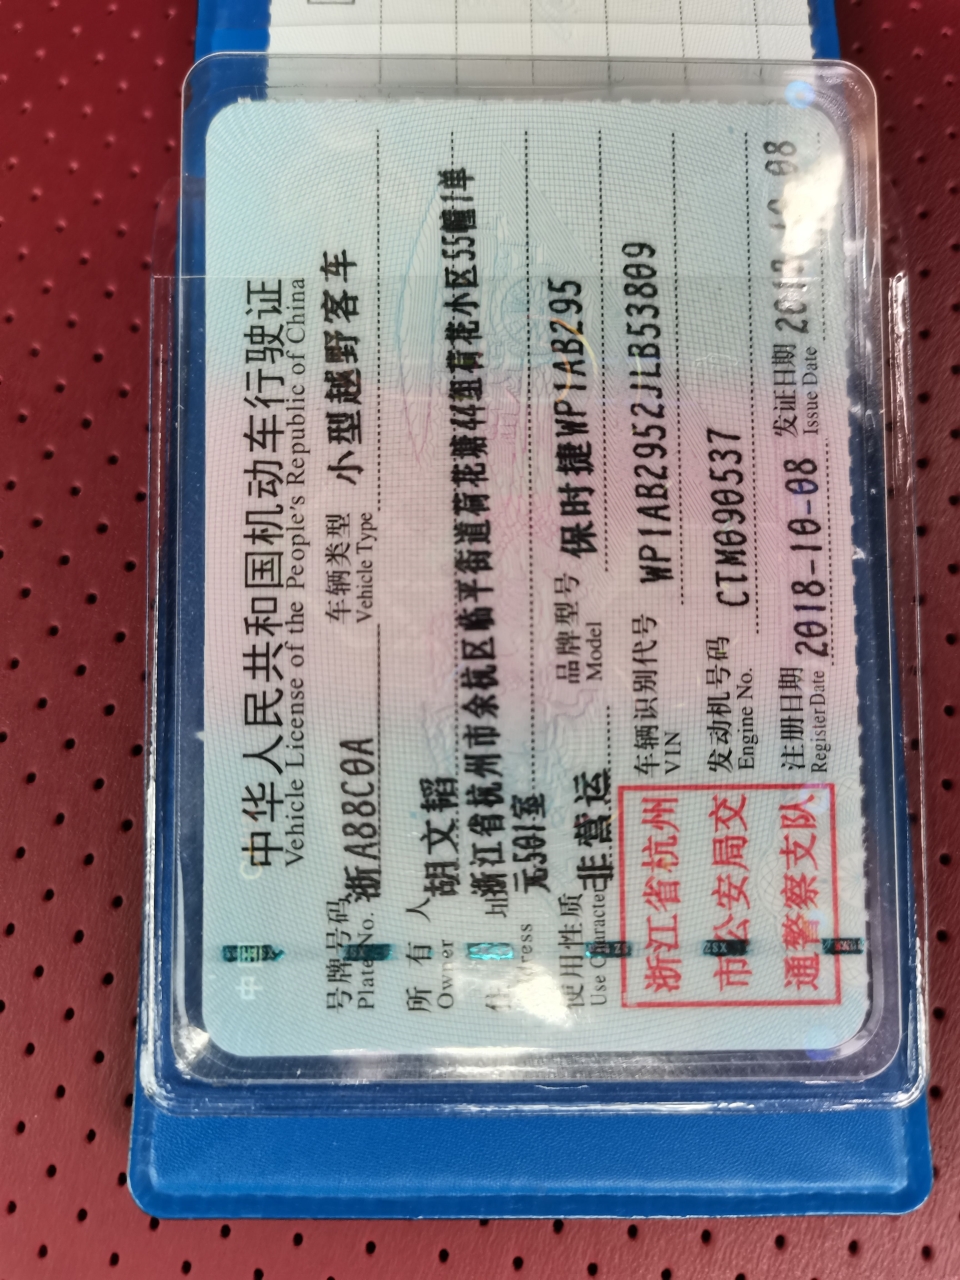 中华人民共和国机动车行驶证
Vehicle License of the People's Republic of China
号牌号码 浙A88C0A 车辆类型 小型越野客车
Plate No. Vehicle Type
所有人 胡文韬
Owner
住址 浙江省杭州市余杭区临平街道荷花塘44组荷花小区55幢1单
元501室
使用性质 非营运 品牌型号 保时捷WP1AB295
Use Character Model
浙江省杭州
市公安局交
通警察支队
车辆识别代号 WP1AB2952JLB53809
VIN
发动机号码 CTM090537
Engine No.
注册日期 2018-10-08 发证日期
Register Date Issue Date